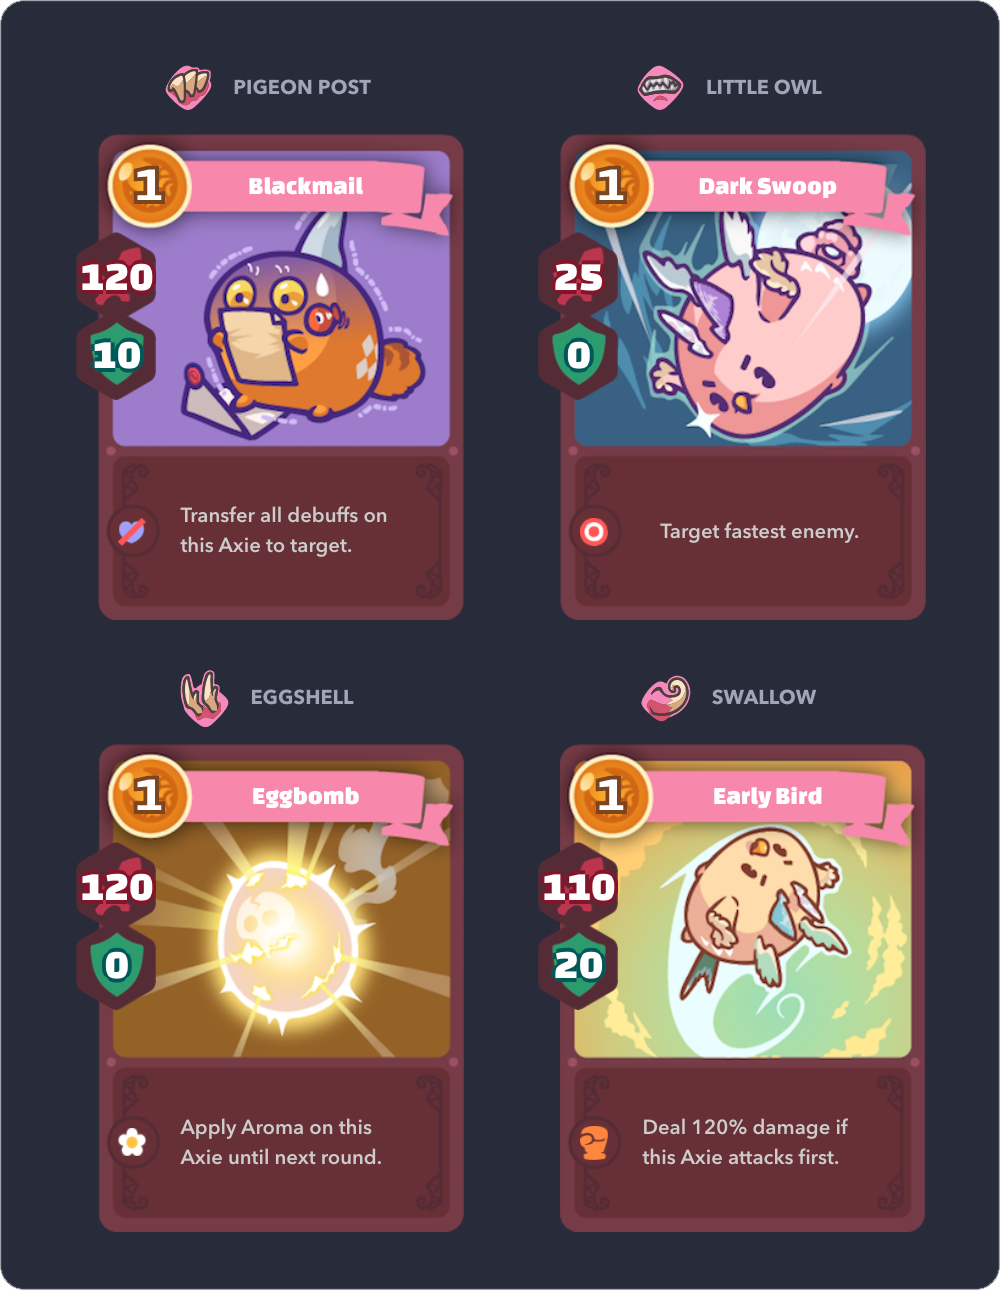 PIGEON POST
1
Blackmail
120
10
Transfer all debuffs on
this Axie to target.
LITTLE OWL
1
Dark Swoop
25
0
Target fastest enemy.
EGGSHELL
1
Eggbomb
120
0
Apply Aroma on this
Axie until next round.
SWALLOW
1
Early Bird
110
20
Deal 120% damage if
this Axie attacks first.